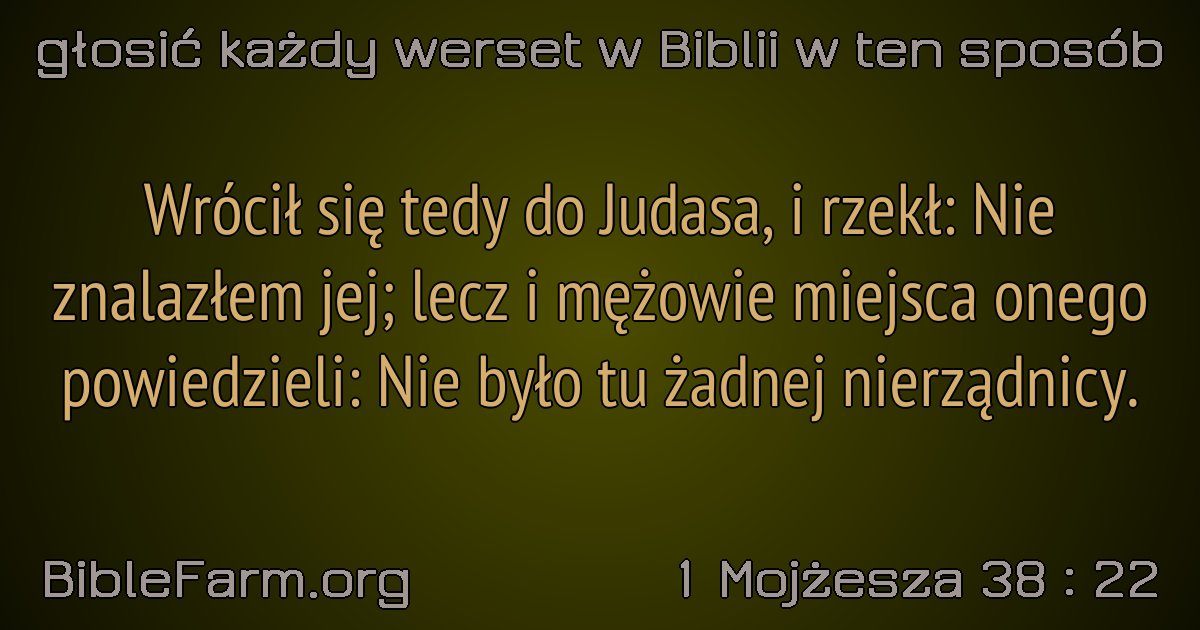 głosić każdy werset w Biblii w ten sposób
Wrócił się tedy do Judasa, i rzekł: Nie
znalazłem jej; lecz i mężowie miejsca onego
powiedzieli: Nie było tu żadnej nierządnicy.
BibleFarm.org
1 Mojżesza 38 : 22